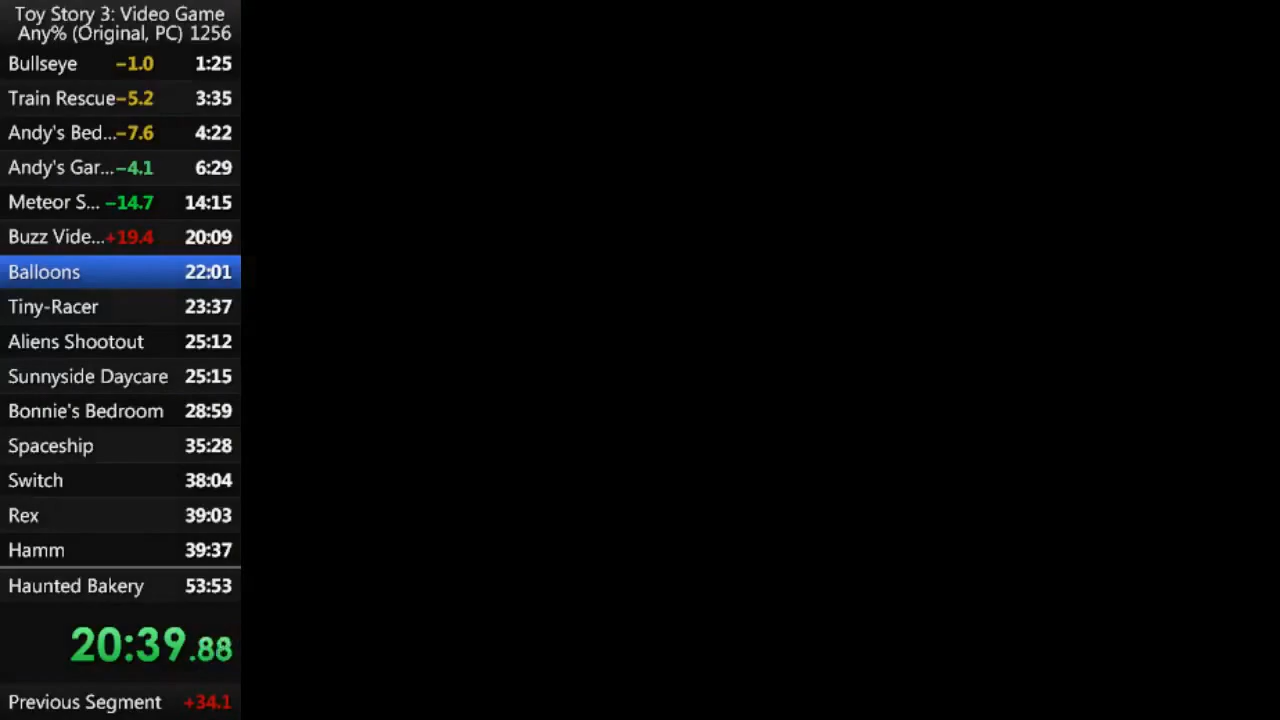 Toy Story 3: Video Game
Any% (Original, PC) 1256
Bullseye −1.0 1:25
Train Rescue −5.2 3:35
Andy's Bed... −7.6 4:22
Andy's Gar... −4.1 6:29
Meteor S... −14.7 14:15
Buzz Vide... +19.4 20:09
Balloons 22:01
Tiny-Racer 23:37
Aliens Shootout 25:12
Sunnyside Daycare 25:15
Bonnie's Bedroom 28:59
Spaceship 35:28
Switch 38:04
Rex 39:03
Hamm 39:37
Haunted Bakery 53:53
20:39.88
Previous Segment +34.1